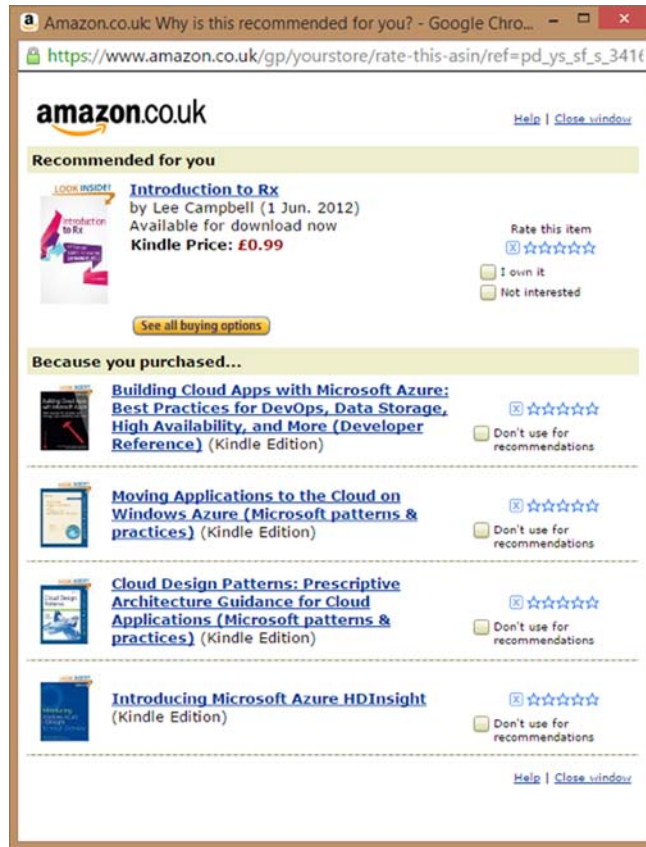 Amazon.co.uk: Why is this recommended for you? - Google Chro...
https://www.amazon.co.uk/gp/yourstore/rate-this-asin/ref=pd_ys_sf_s_3416
amazon.co.uk
Help | Close window
Recommended for you
LOOK INSIDE!
Introduction to Rx
Introduction to Rx
by Lee Campbell (1 Jun. 2012)
Available for download now
Kindle Price: £0.99
Rate this item
I own it
Not interested
See all buying options
Because you purchased...
Building Cloud Apps with Microsoft Azure:
Best Practices for DevOps, Data Storage,
High Availability, and More (Developer
Reference) (Kindle Edition)
Don't use for
recommendations
Moving Applications to the Cloud on
Windows Azure (Microsoft patterns &
practices) (Kindle Edition)
Don't use for
recommendations
Cloud Design Patterns: Prescriptive
Architecture Guidance for Cloud
Applications (Microsoft patterns &
practices) (Kindle Edition)
Don't use for
recommendations
Introducing Microsoft Azure HDInsight
(Kindle Edition)
Don't use for
recommendations
Help | Close window